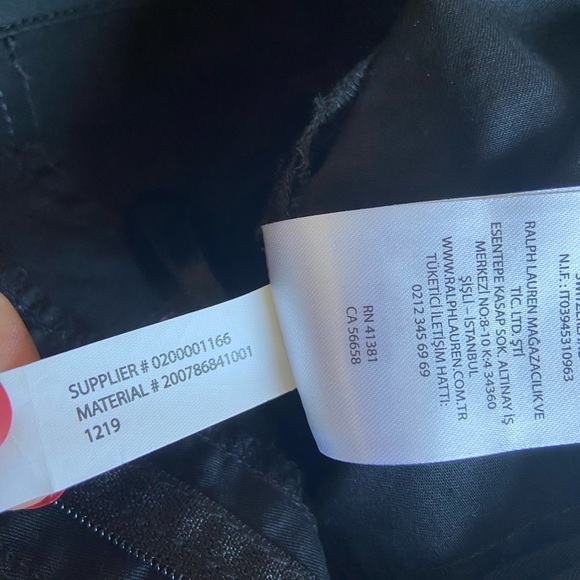 SUPPLIER # 0200001166
MATERIAL # 200786841001
1219
RN 41381
CA 56658
N.I.F.: IT03945310963
RALPH LAUREN MAĞAZACILIK VE
TİC. LTD. ŞTİ
ESENTEPE KASAP SOK. ALTINAY İŞ
MERKEZİ NO:8-10 K:4 34360
ŞİŞLİ – İSTANBUL
WWW.RALPHLAUREN.COM.TR
TÜKETİCİ İLETİŞİM HATTI:
0212 345 69 69